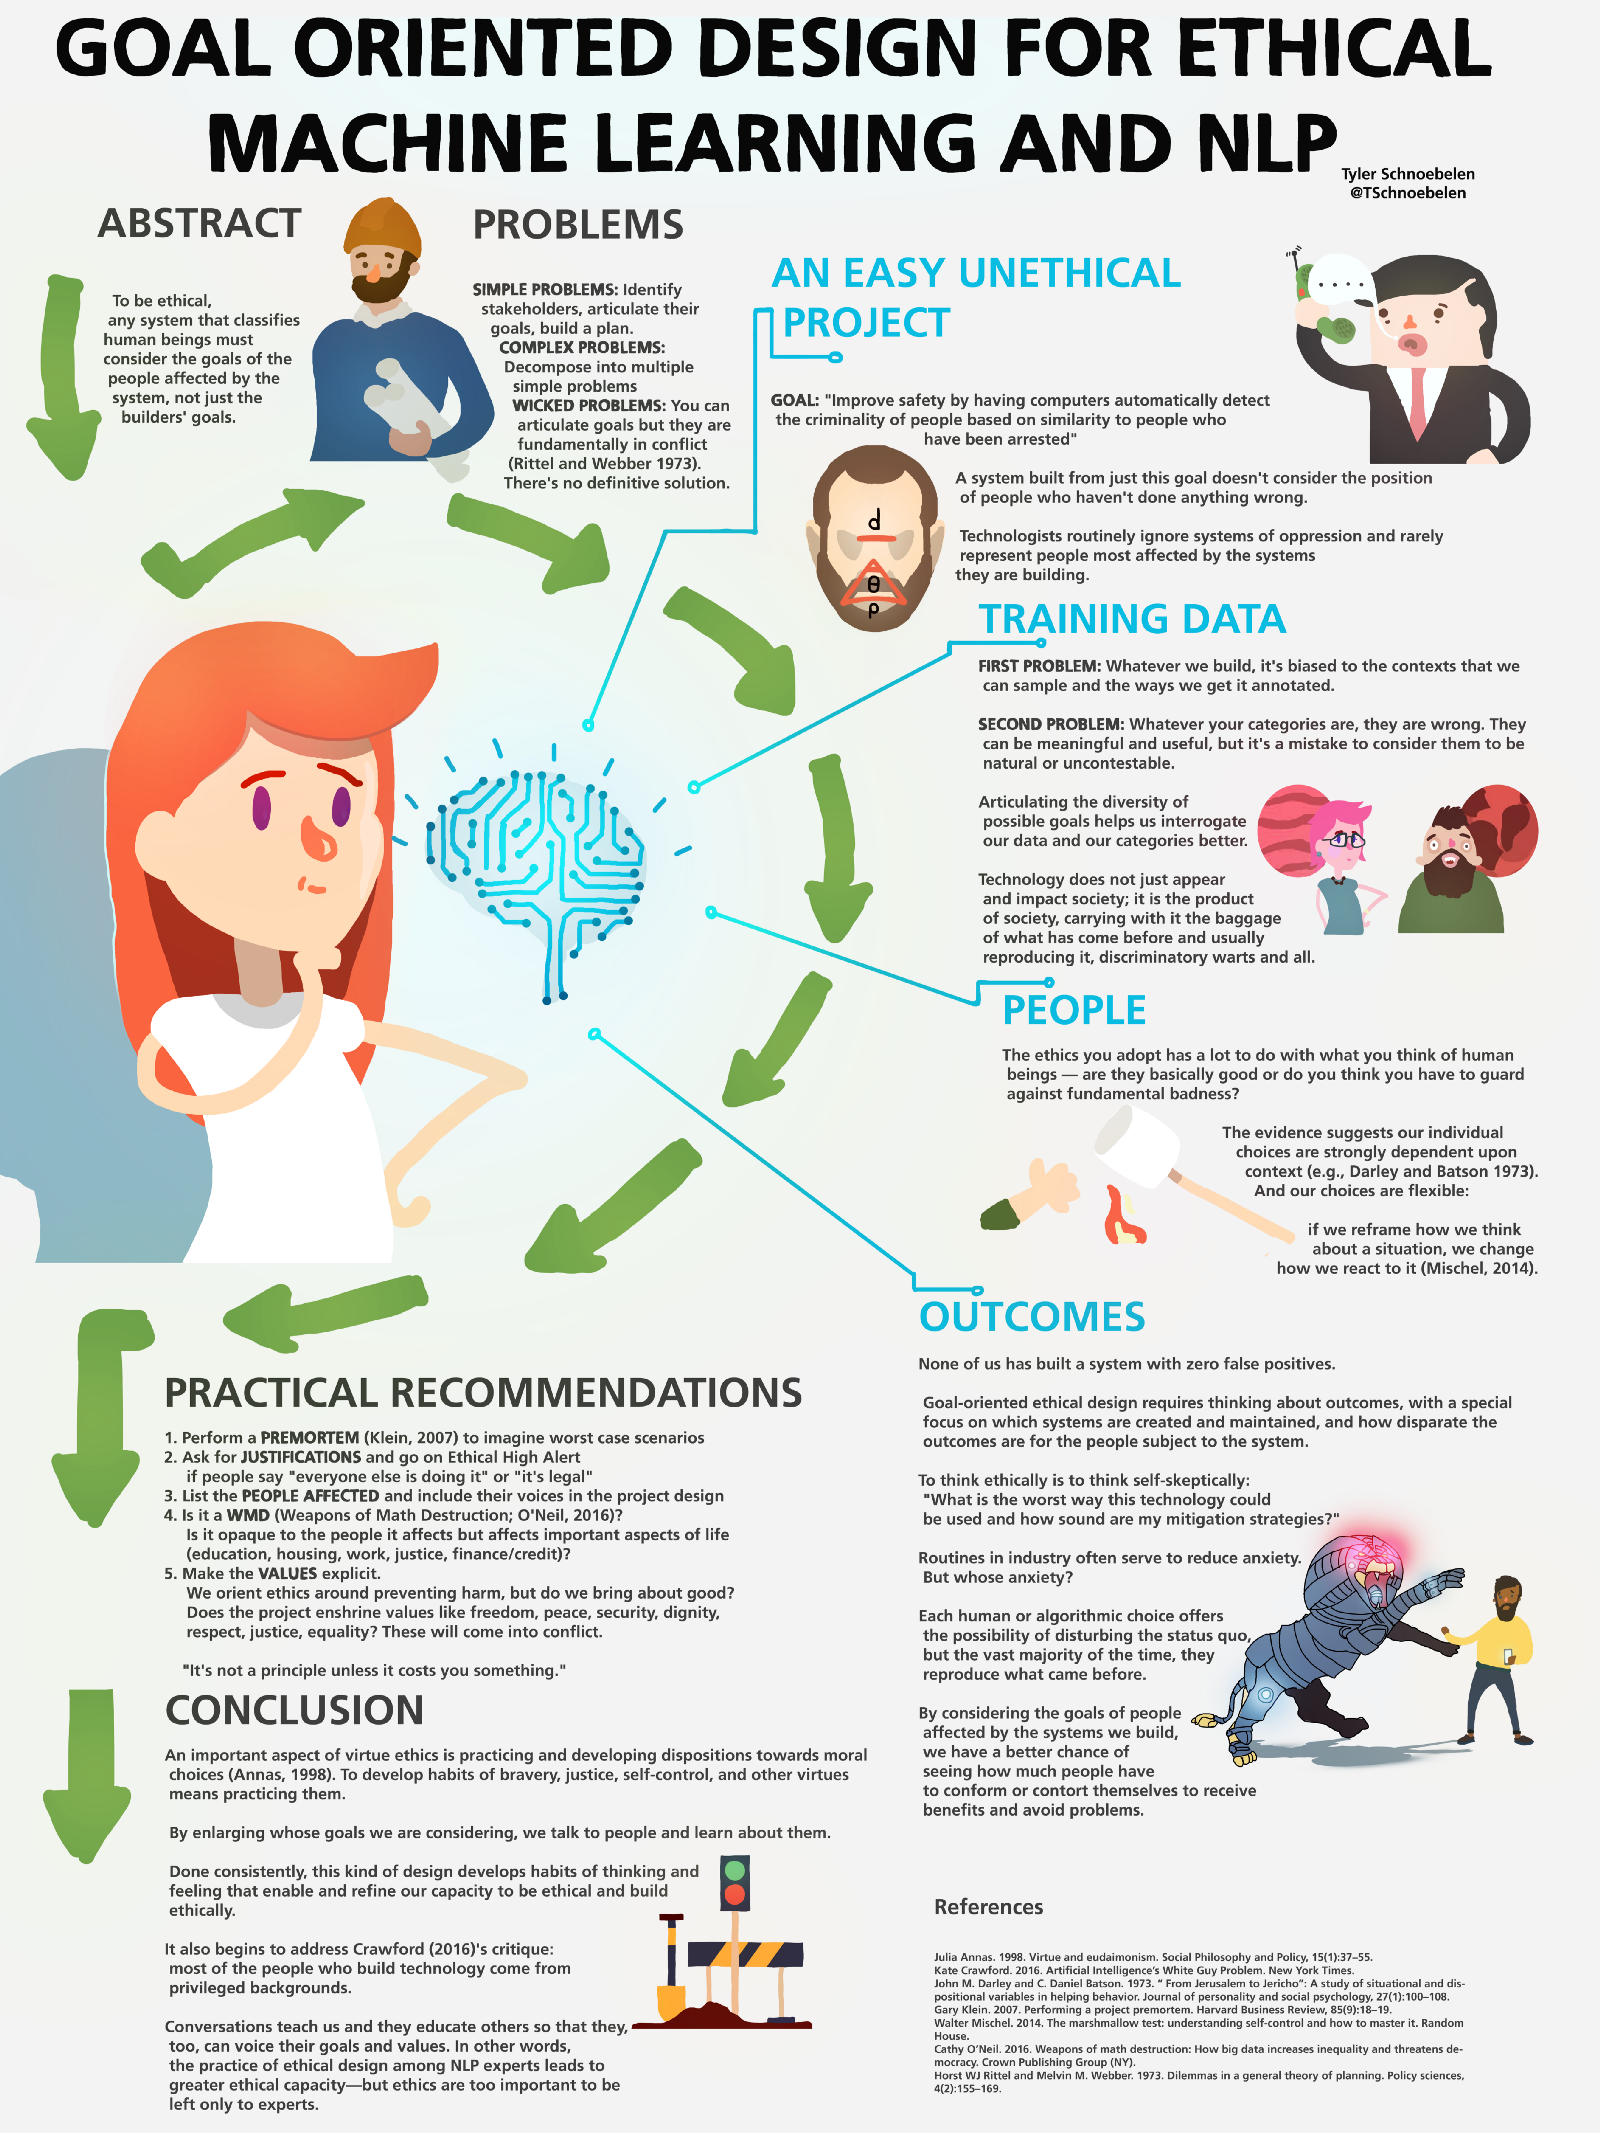 GOAL ORIENTED DESIGN FOR ETHICAL
MACHINE LEARNING AND NLP
Tyler Schnoebelen
@TSchnoebelen
ABSTRACT
To be ethical,
any system that classifies
human beings must
consider the goals of the
people affected by the
system, not just the
builders' goals.
PROBLEMS
SIMPLE PROBLEMS: Identify
stakeholders, articulate their
goals, build a plan.
COMPLEX PROBLEMS:
Decompose into multiple
simple problems
WICKED PROBLEMS: You can
articulate goals but they are
fundamentally in conflict
(Rittel and Webber 1973).
There's no definitive solution.
AN EASY UNETHICAL
PROJECT
GOAL: "Improve safety by having computers automatically detect
the criminality of people based on similarity to people who
have been arrested"
A system built from just this goal doesn't consider the position
of people who haven't done anything wrong.
Technologists routinely ignore systems of oppression and rarely
represent people most affected by the systems
they are building.
d
θ
ρ
TRAINING DATA
FIRST PROBLEM: Whatever we build, it's biased to the contexts that we
can sample and the ways we get it annotated.
SECOND PROBLEM: Whatever your categories are, they are wrong. They
can be meaningful and useful, but it's a mistake to consider them to be
natural or uncontestable.
Articulating the diversity of
possible goals helps us interrogate
our data and our categories better.
Technology does not just appear
and impact society; it is the product
of society, carrying with it the baggage
of what has come before and usually
reproducing it, discriminatory warts and all.
PEOPLE
The ethics you adopt has a lot to do with what you think of human
beings — are they basically good or do you think you have to guard
against fundamental badness?
The evidence suggests our individual
choices are strongly dependent upon
context (e.g., Darley and Batson 1973).
And our choices are flexible:
if we reframe how we think
about a situation, we change
how we react to it (Mischel, 2014).
OUTCOMES
None of us has built a system with zero false positives.
Goal-oriented ethical design requires thinking about outcomes, with a special
focus on which systems are created and maintained, and how disparate the
outcomes are for the people subject to the system.
To think ethically is to think self-skeptically:
"What is the worst way this technology could
be used and how sound are my mitigation strategies?"
Routines in industry often serve to reduce anxiety.
But whose anxiety?
Each human or algorithmic choice offers
the possibility of disturbing the status quo,
but the vast majority of the time, they
reproduce what came before.
By considering the goals of people
affected by the systems we build,
we have a better chance of
seeing how much people have
to conform or contort themselves to receive
benefits and avoid problems.
PRACTICAL RECOMMENDATIONS
1. Perform a PREMORTEM (Klein, 2007) to imagine worst case scenarios
2. Ask for JUSTIFICATIONS and go on Ethical High Alert
if people say "everyone else is doing it" or "it's legal"
3. List the PEOPLE AFFECTED and include their voices in the project design
4. Is it a WMD (Weapons of Math Destruction; O'Neil, 2016)?
Is it opaque to the people it affects but affects important aspects of life
(education, housing, work, justice, finance/credit)?
5. Make the VALUES explicit.
We orient ethics around preventing harm, but do we bring about good?
Does the project enshrine values like freedom, peace, security, dignity,
respect, justice, equality? These will come into conflict.
"It's not a principle unless it costs you something."
CONCLUSION
An important aspect of virtue ethics is practicing and developing dispositions towards moral
choices (Annas, 1998). To develop habits of bravery, justice, self-control, and other virtues
means practicing them.
By enlarging whose goals we are considering, we talk to people and learn about them.
Done consistently, this kind of design develops habits of thinking and
feeling that enable and refine our capacity to be ethical and build
ethically.
It also begins to address Crawford (2016)'s critique:
most of the people who build technology come from
privileged backgrounds.
Conversations teach us and they educate others so that they,
too, can voice their goals and values. In other words,
the practice of ethical design among NLP experts leads to
greater ethical capacity—but ethics are too important to be
left only to experts.
References
Julia Annas. 1998. Virtue and eudaimonism. Social Philosophy and Policy, 15(1):37–55.
Kate Crawford. 2016. Artificial Intelligence's White Guy Problem. New York Times.
John M. Darley and C. Daniel Batson. 1973. " From Jerusalem to Jericho": A study of situational and dis-
positional variables in helping behavior. Journal of personality and social psychology, 27(1):100–108.
Gary Klein. 2007. Performing a project premortem. Harvard Business Review, 85(9):18–19.
Walter Mischel. 2014. The marshmallow test: understanding self-control and how to master it. Random
House.
Cathy O'Neil. 2016. Weapons of math destruction: How big data increases inequality and threatens de-
mocracy. Crown Publishing Group (NY).
Horst WJ Rittel and Melvin M. Webber. 1973. Dilemmas in a general theory of planning. Policy sciences,
4(2):155–169.